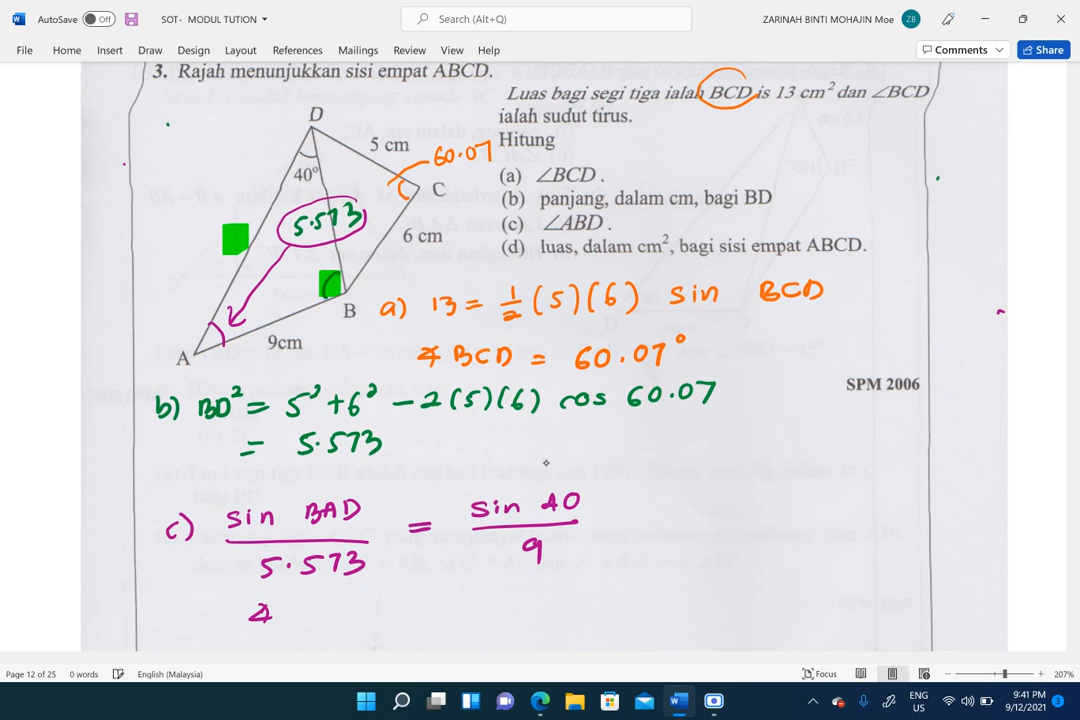 AutoSave Off SOT- MODUL TUTION Search (Alt+Q) ZARINAH BINTI MOHAJIN Moe ZB
File Home Insert Draw Design Layout References Mailings Review View Help Comments Share
3. Rajah menunjukkan sisi empat ABCD.
Luas bagi segi tiga ialah BCD is 13 cm² dan ∠BCD
ialah sudut tirus.
Hitung
(a) ∠BCD .
(b) panjang, dalam cm, bagi BD
(c) ∠ABD .
(d) luas, dalam cm², bagi sisi empat ABCD.
D
5 cm
60.07
40°
C
5.573
6 cm
B
9cm
A
a) 13 = 1/2 (5)(6) sin BCD
∡ BCD = 60.07°
SPM 2006
b) BD² = 5² + 6² - 2(5)(6) cos 60.07
= 5.573
c) sin BAD / 5.573 = sin 40 / 9
∡
Page 12 of 25 0 words English (Malaysia) Focus 207%
ENG US 9:41 PM 9/12/2021 3